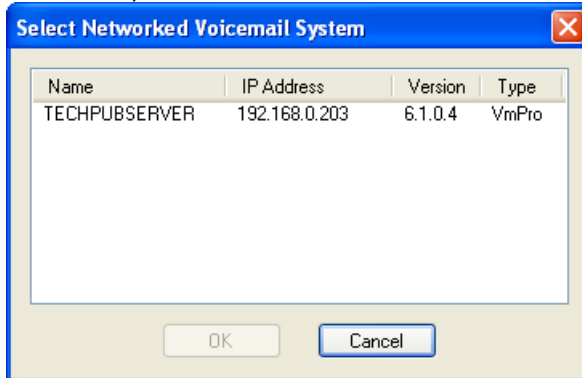 Select Networked Voicemail System
Name IP Address Version Type
TECHPUBSERVER 192.168.0.203 6.1.0.4 VmPro
OK Cancel